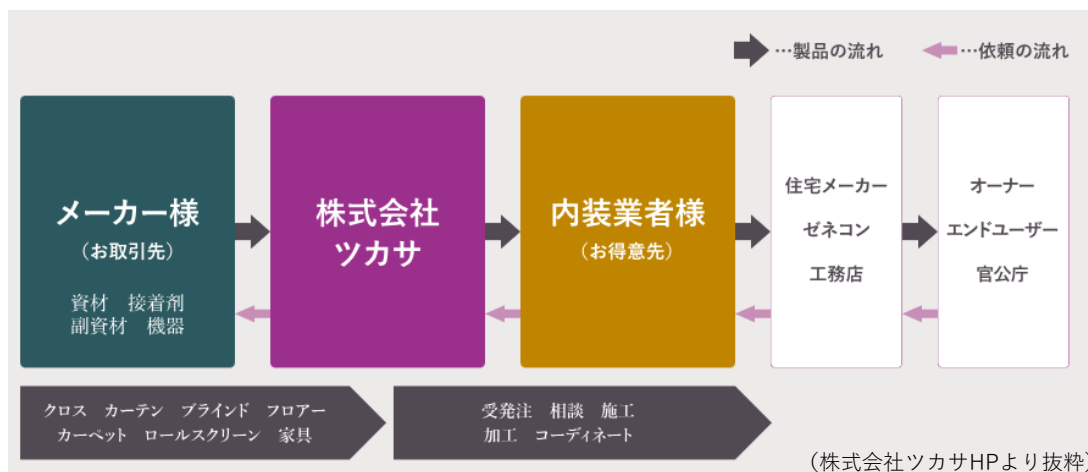 …製品の流れ
…依頼の流れ
メーカー様
（お取引先）
資材 接着剤
副資材 機器
株式会社
ツカサ
内装業者様
（お得意先）
住宅メーカー
ゼネコン
工務店
オーナー
エンドユーザー
官公庁
クロス カーテン ブラインド フロアー
カーペット ロールスクリーン 家具
受発注 相談 施工
加工 コーディネート
（株式会社ツカサHPより抜粋）